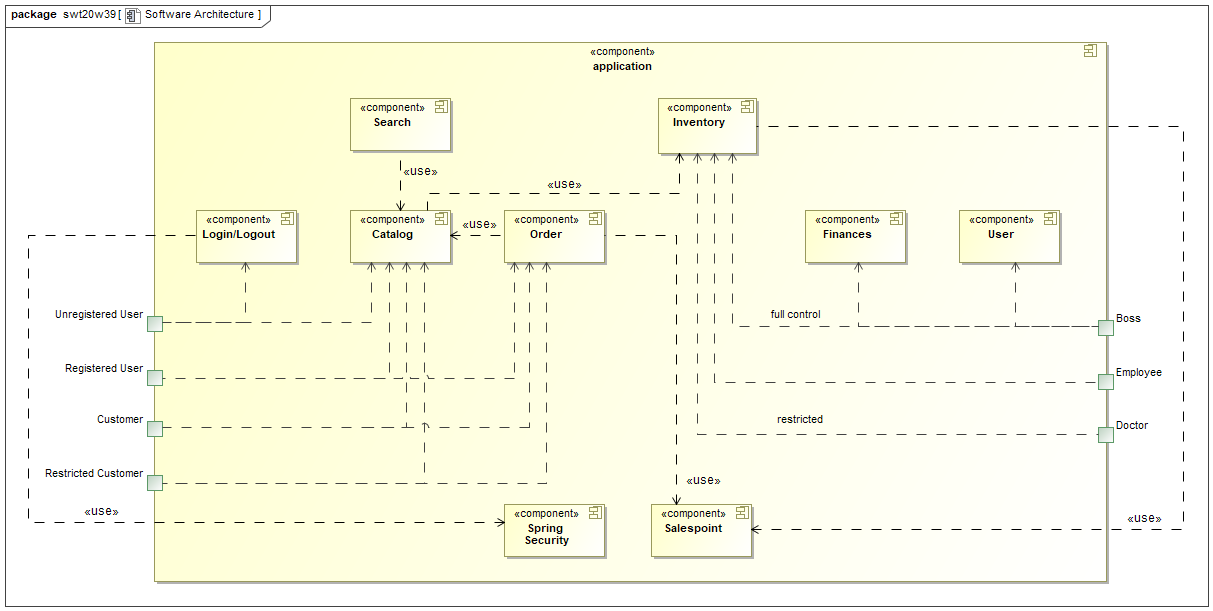 package swt20w39[ Software Architecture ]
«component»
application
«component»
Search
«component»
Inventory
«use»
«use»
«component»
Login/Logout
«component»
Catalog
«use»
«component»
Order
«component»
Finances
«component»
User
Unregistered User
full control
Boss
Registered User
Employee
Customer
restricted
Doctor
Restricted Customer
«use»
«use»
«component»
Spring
Security
«component»
Salespoint
«use»